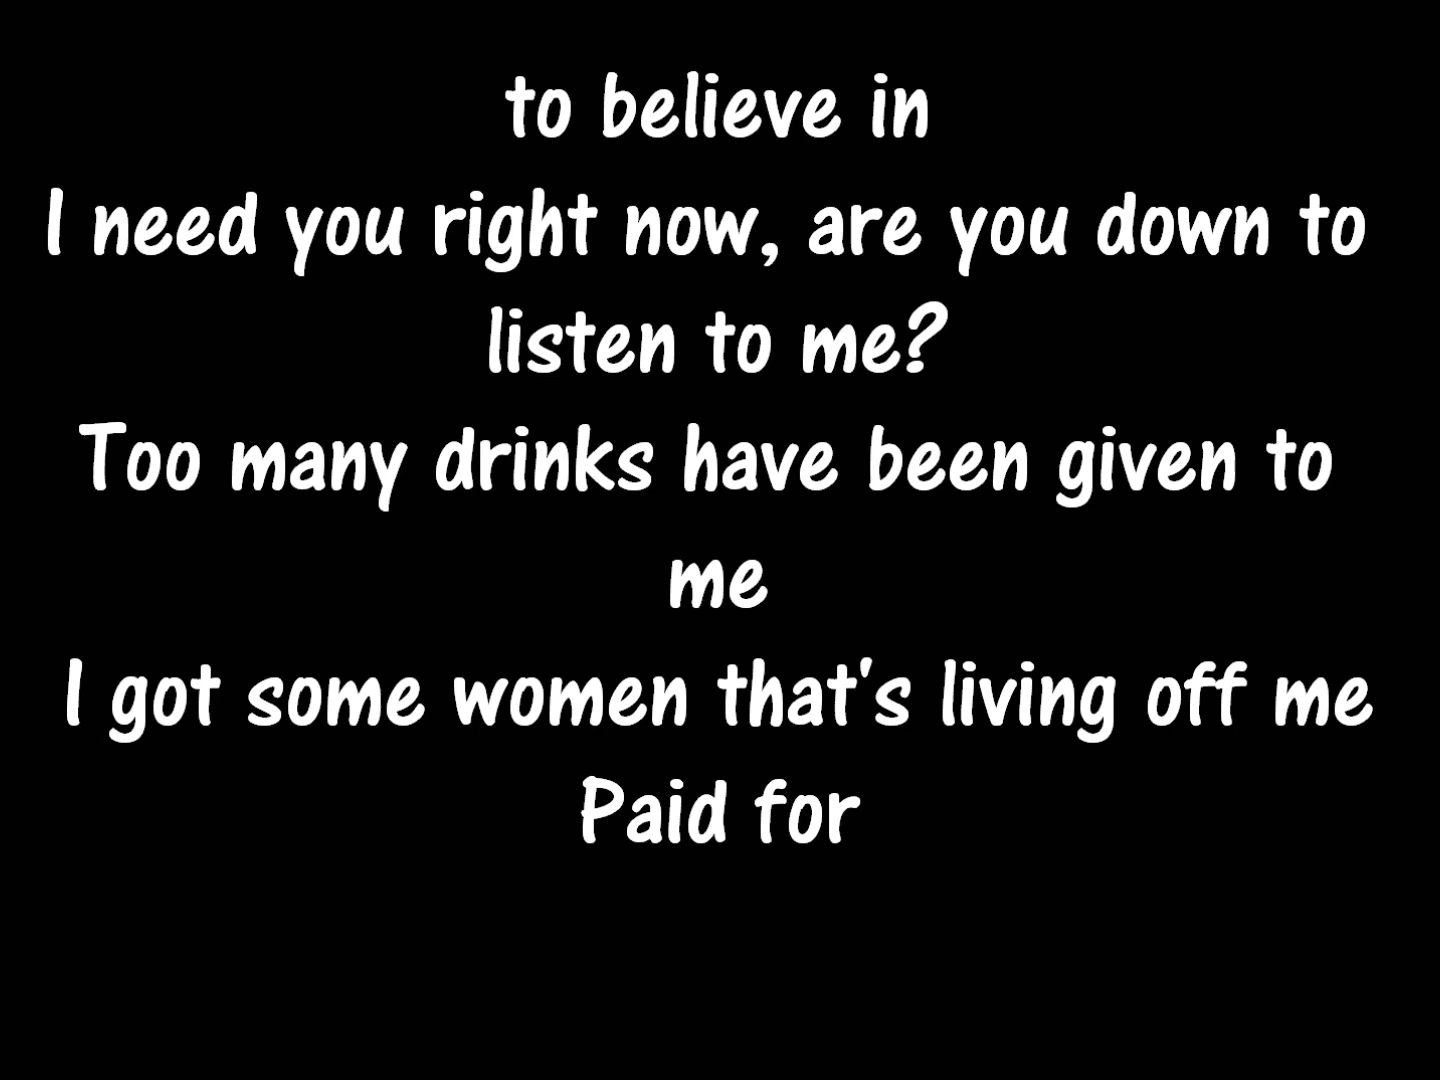 to believe in
I need you right now, are you down to
listen to me?
Too many drinks have been given to
me
I got some women that's living off me
Paid for